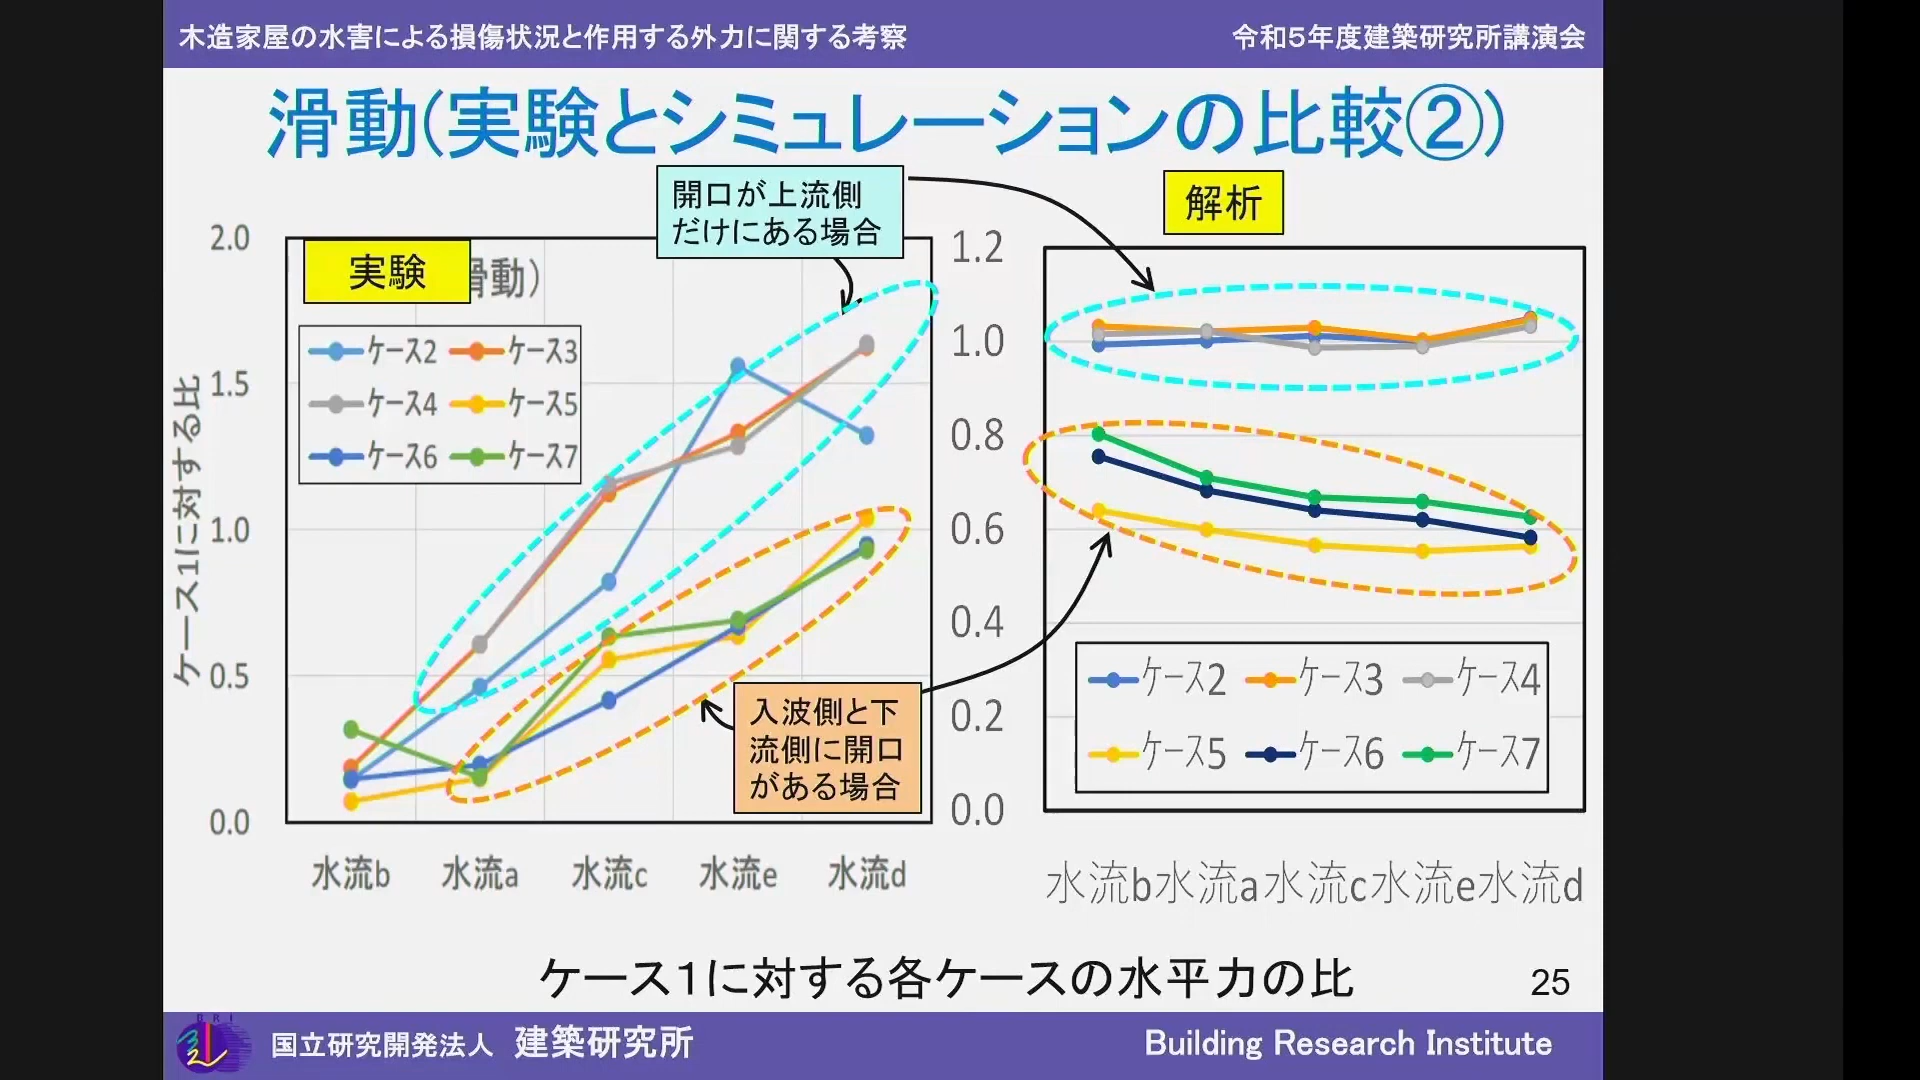 木造家屋の水害による損傷状況と作用する外力に関する考察
令和5年度建築研究所講演会
滑動(実験とシミュレーションの比較②)
開口が上流側
だけにある場合
解析
実験
滑動)
ケース1に対する比
2.0
1.5
1.0
0.5
0.0
ケース2 ケース3
ケース4 ケース5
ケース6 ケース7
水流b 水流a 水流c 水流e 水流d
入波側と下
流側に開口
がある場合
1.2
1.0
0.8
0.6
0.4
0.2
0.0
ケース2 ケース3 ケース4
ケース5 ケース6 ケース7
水流b 水流a 水流c 水流e 水流d
ケース1に対する各ケースの水平力の比
25
BRI
国立研究開発法人 建築研究所
Building Research Institute